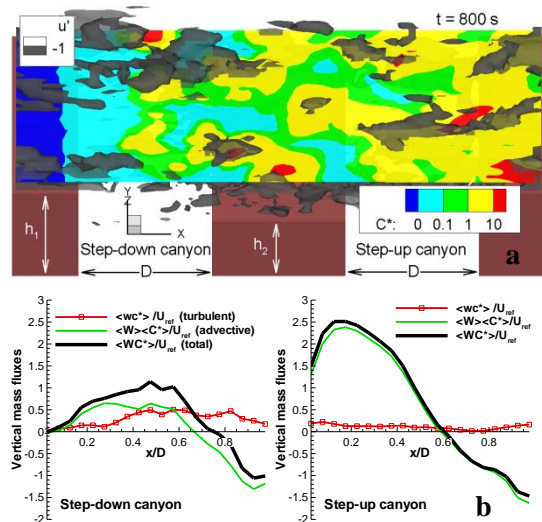 u'
-1
t = 800 s
h1
Y
Z
X
Step-down canyon
D
h2
Step-up canyon
D
0 0.1 1 10
C*:
a
<wc*>/Uref (turbulent)
<W><C*>/Uref (advective)
<WC*>/Uref (total)
Vertical mass fluxes
3
2.5
2
1.5
1
0.5
0
-0.5
-1
-1.5
-2
0.2 0.4 0.6 0.8
x/D
Step-down canyon
<wc*>/Uref
<W><C*>/Uref
<WC*>/Uref
Vertical mass fluxes
3
2.5
2
1.5
1
0.5
0
-0.5
-1
-1.5
-2
0.2 0.4 0.6 0.8
x/D
Step-up canyon
b